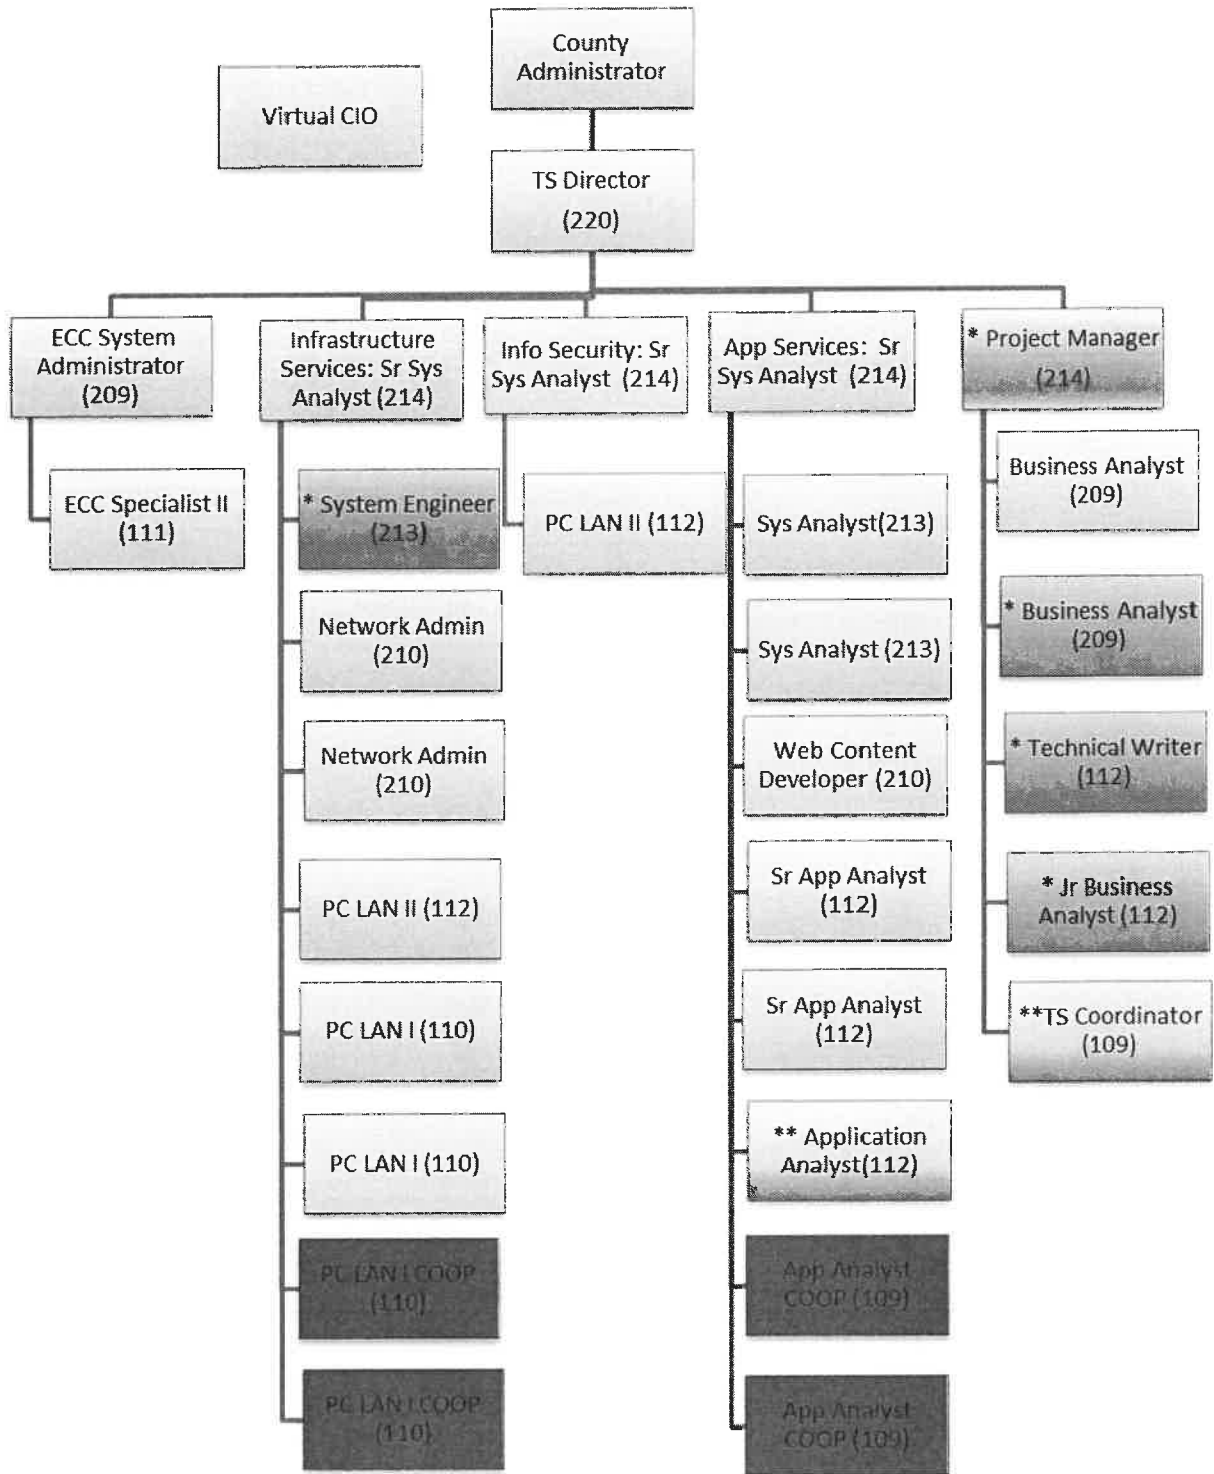 County
Administrator
Virtual CIO
TS Director
(220)
ECC System
Administrator
(209)
Infrastructure
Services: Sr Sys
Analyst (214)
Info Security: Sr
Sys Analyst (214)
App Services: Sr
Sys Analyst (214)
* Project Manager
(214)
ECC Specialist II
(111)
* System Engineer
(213)
Network Admin
(210)
Network Admin
(210)
PC LAN II (112)
PC LAN I (110)
PC LAN I (110)
PC LAN I COOP
(110)
PC LAN I COOP
(110)
PC LAN II (112)
Sys Analyst(213)
Sys Analyst (213)
Web Content
Developer (210)
Sr App Analyst
(112)
Sr App Analyst
(112)
** Application
Analyst(112)
App Analyst
COOP (109)
App Analyst
COOP (109)
Business Analyst
(209)
* Business Analyst
(209)
* Technical Writer
(112)
* Jr Business
Analyst (112)
**TS Coordinator
(109)